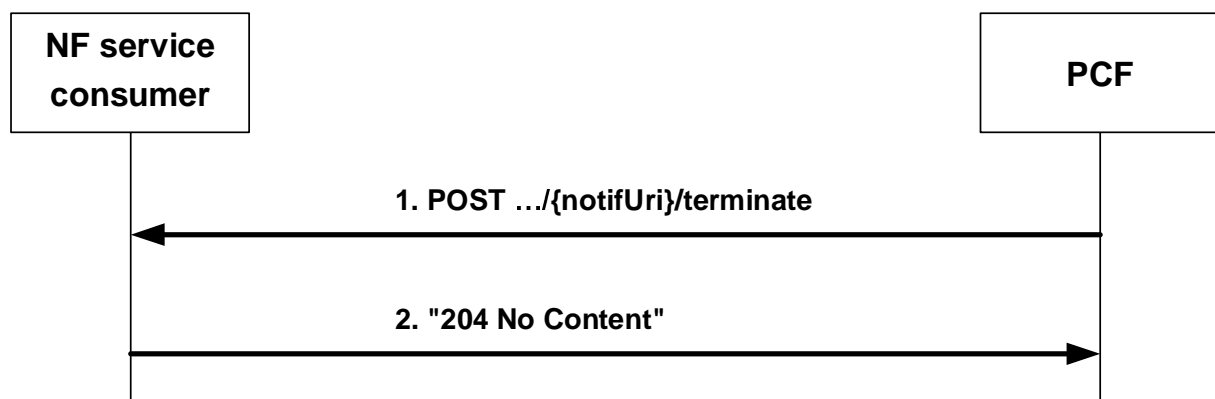 NF service
consumer
PCF
1. POST …/{notifUri}/terminate
2. "204 No Content"